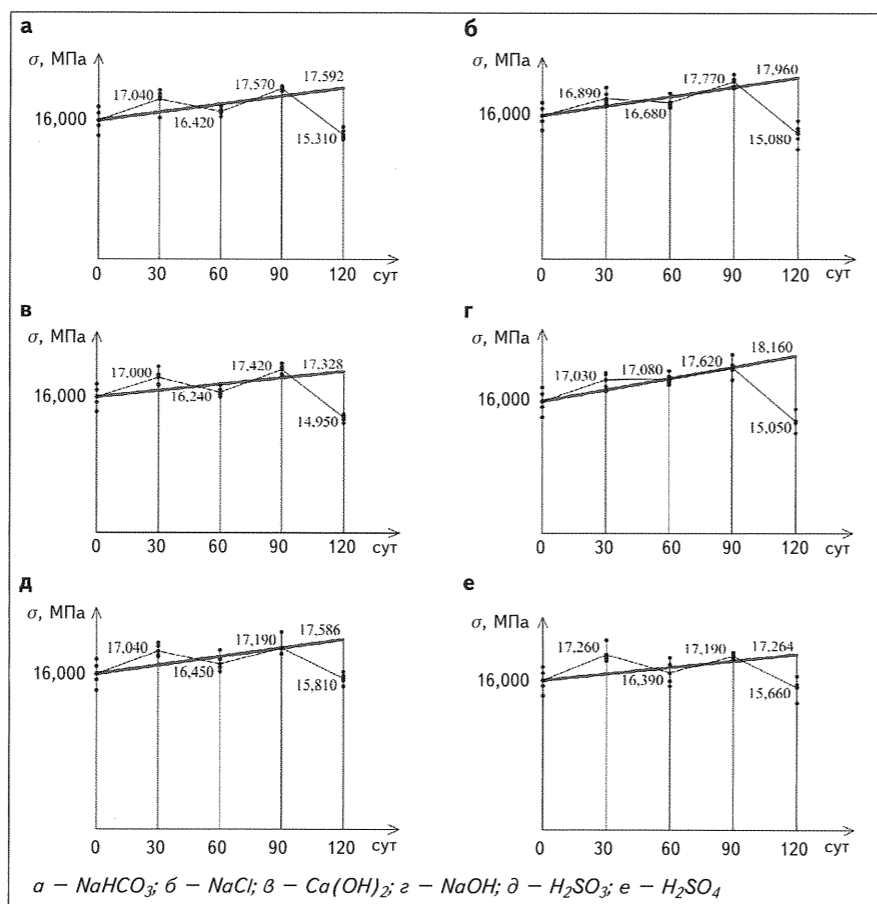 а
σ, МПа
17,040
17,570
17,592
16,000
16,420
15,310
0 30 60 90 120 сут
б
σ, МПа
16,890
17,770
17,960
16,000
16,680
15,080
0 30 60 90 120 сут
в
σ, МПа
17,000
17,420
17,328
16,000
16,240
14,950
0 30 60 90 120 сут
г
σ, МПа
17,030
17,080
17,620
18,160
16,000
15,050
0 30 60 90 120 сут
д
σ, МПа
17,040
17,190
17,586
16,000
16,450
15,810
0 30 60 90 120 сут
е
σ, МПа
17,260
17,190
17,264
16,000
16,390
15,660
0 30 60 90 120 сут
а – NaHCO₃; б – NaCl; в – Ca(OH)₂; г – NaOH; д – H₂SO₃; е – H₂SO₄